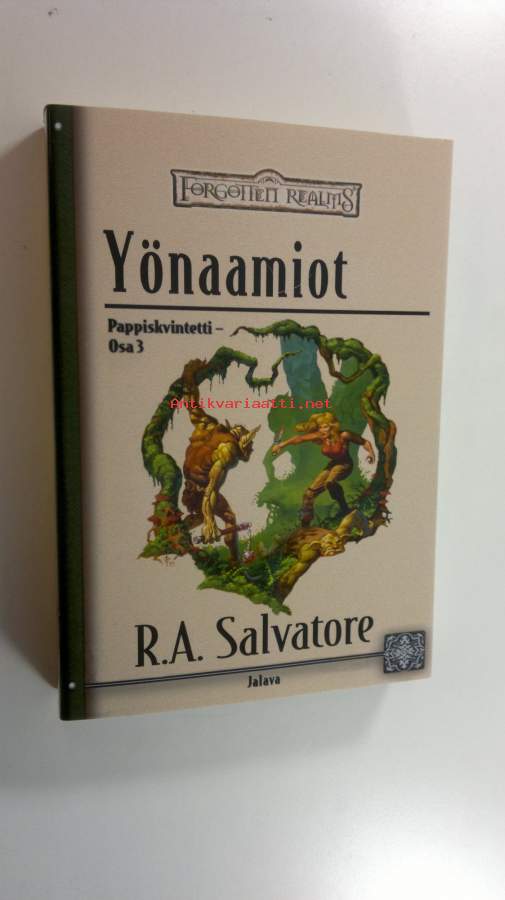 FORGOTTEN REALMS
Yönaamiot
Pappiskvintetti –
Osa 3
Antikvariaatti.net
R.A. Salvatore
Jalava